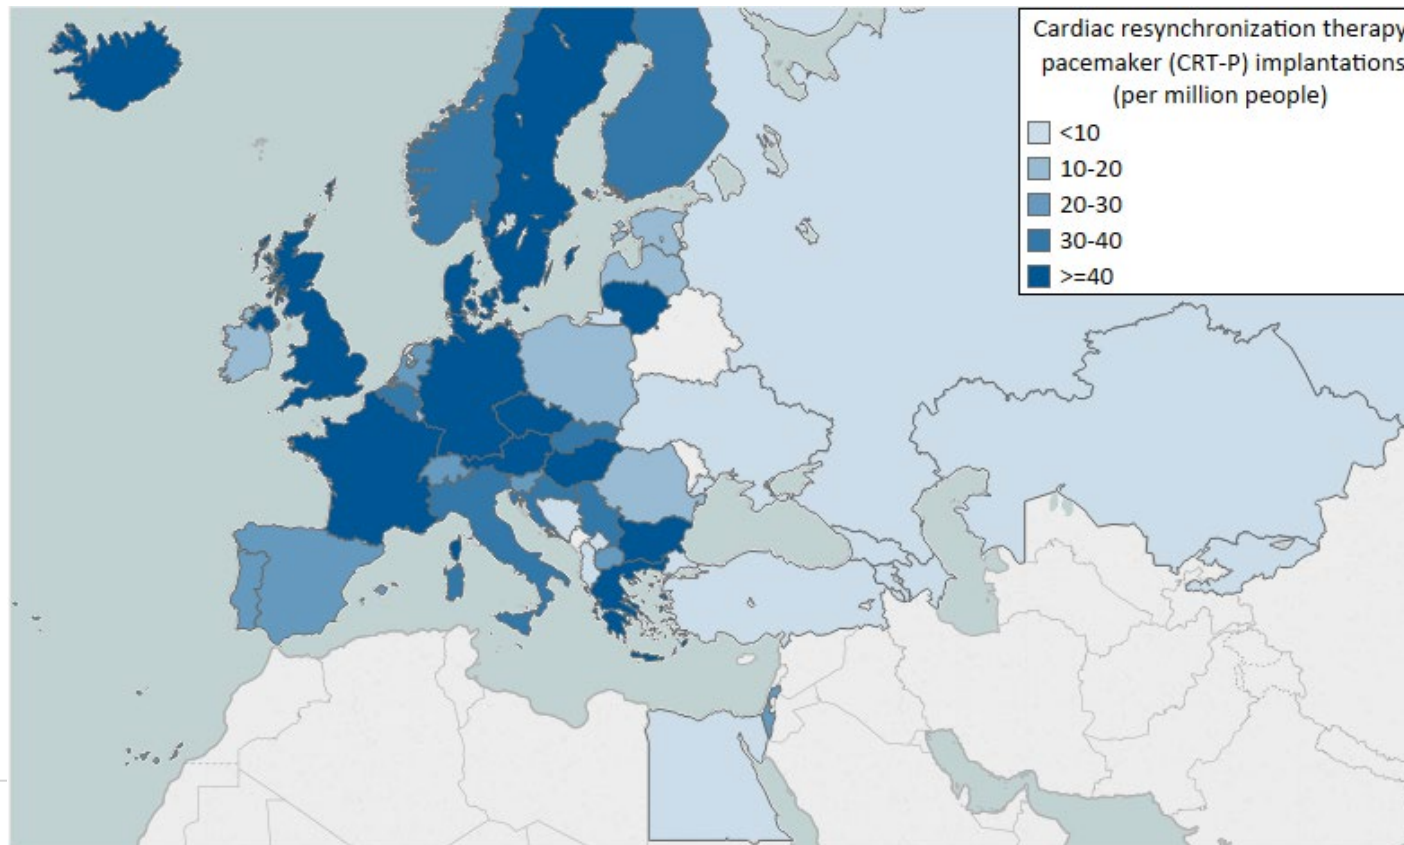 Cardiac resynchronization therapy
pacemaker (CRT-P) implantations
(per million people)
<10
10-20
20-30
30-40
>=40